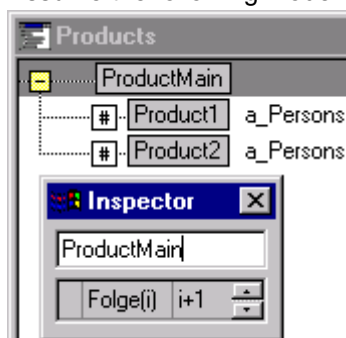 Products
ProductMain
# Product1 a_Persons
# Product2 a_Persons
Inspector
ProductMain
Folge(i) i+1